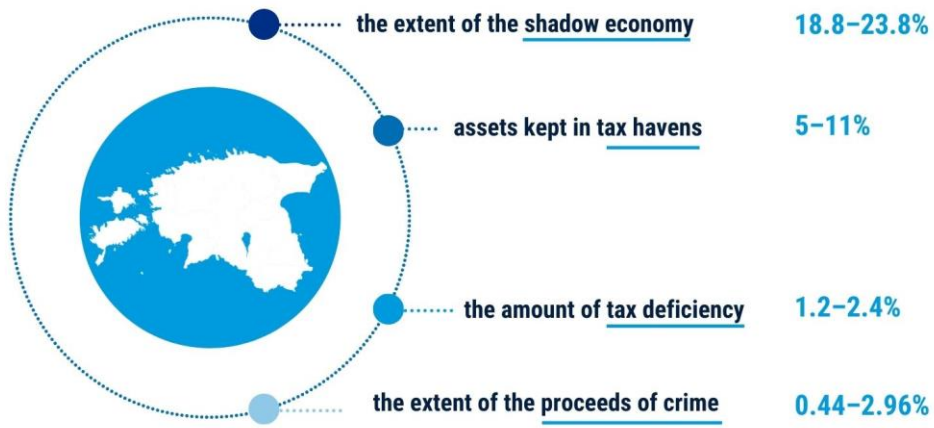 the extent of the shadow economy 18.8–23.8%
assets kept in tax havens 5–11%
the amount of tax deficiency 1.2–2.4%
the extent of the proceeds of crime 0.44–2.96%